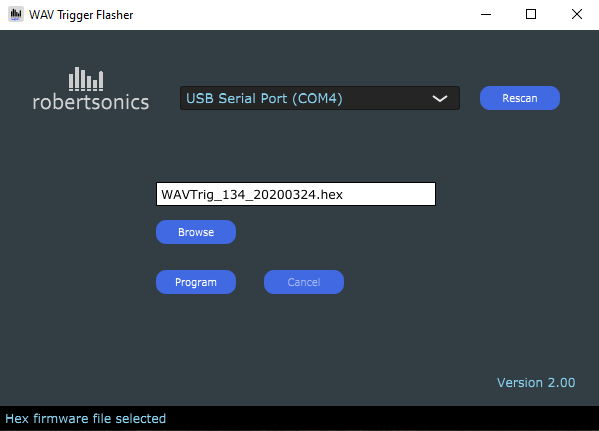 WAV Trigger Flasher
robertsonics
USB Serial Port (COM4)
Rescan
WAVTrig_134_20200324.hex
Browse
Program
Cancel
Version 2.00
Hex firmware file selected